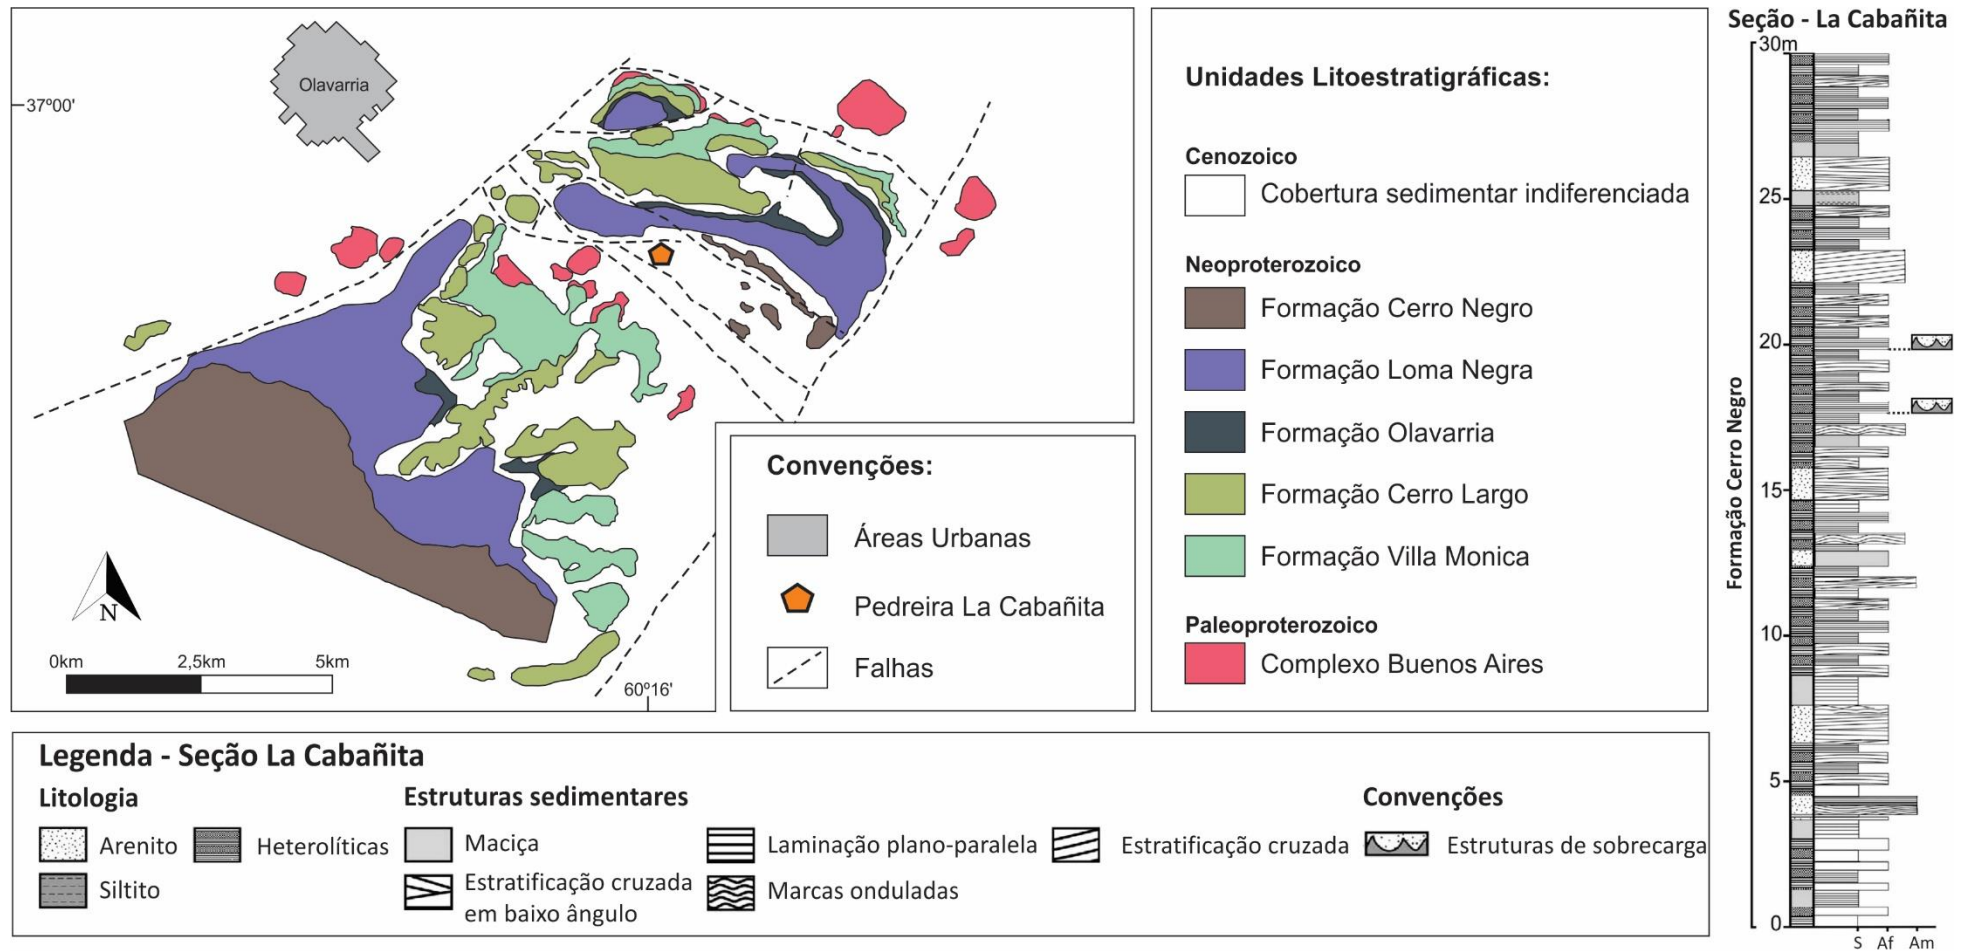 Olavarria
37º00'
60º16'
N
0km 2,5km 5km
Convenções:
Áreas Urbanas
Pedreira La Cabañita
Falhas
Unidades Litoestratigráficas:
Cenozoico
Cobertura sedimentar indiferenciada
Neoproterozoico
Formação Cerro Negro
Formação Loma Negra
Formação Olavarria
Formação Cerro Largo
Formação Villa Monica
Paleoproterozoico
Complexo Buenos Aires
Seção - La Cabañita
30m
25
20
15
10
5
0
Formação Cerro Negro
S Af Am
Legenda - Seção La Cabañita
Litologia
Arenito
Heterolíticas
Siltito
Estruturas sedimentares
Maciça
Laminação plano-paralela
Estratificação cruzada
Estratificação cruzada
em baixo ângulo
Marcas onduladas
Convenções
Estruturas de sobrecarga